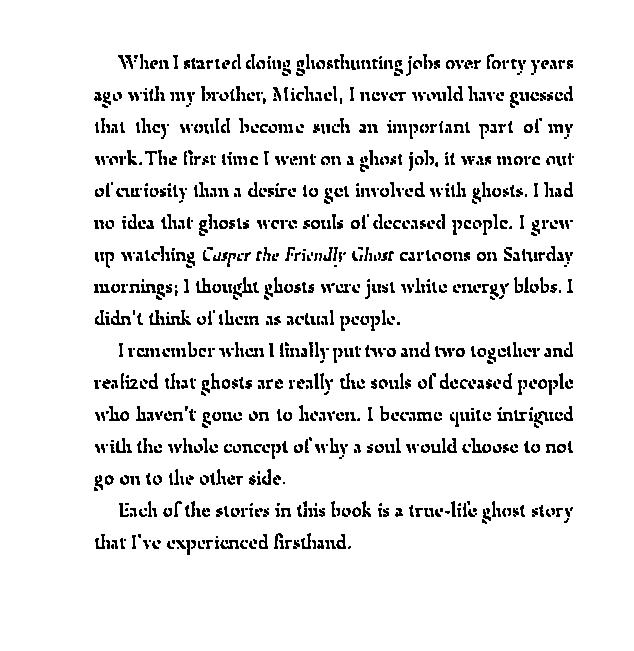 When I started doing ghosthunting jobs over forty years
ago with my brother, Michael, I never would have guessed
that they would become such an important part of my
work. The first time I went on a ghost job, it was more out
of curiosity than a desire to get involved with ghosts. I had
no idea that ghosts were souls of deceased people. I grew
up watching Casper the Friendly Ghost cartoons on Saturday
mornings; I thought ghosts were just white energy blobs. I
didn't think of them as actual people.
I remember when I finally put two and two together and
realized that ghosts are really the souls of deceased people
who haven't gone on to heaven. I became quite intrigued
with the whole concept of why a soul would choose to not
go on to the other side.
Each of the stories in this book is a true-life ghost story
that I've experienced firsthand.